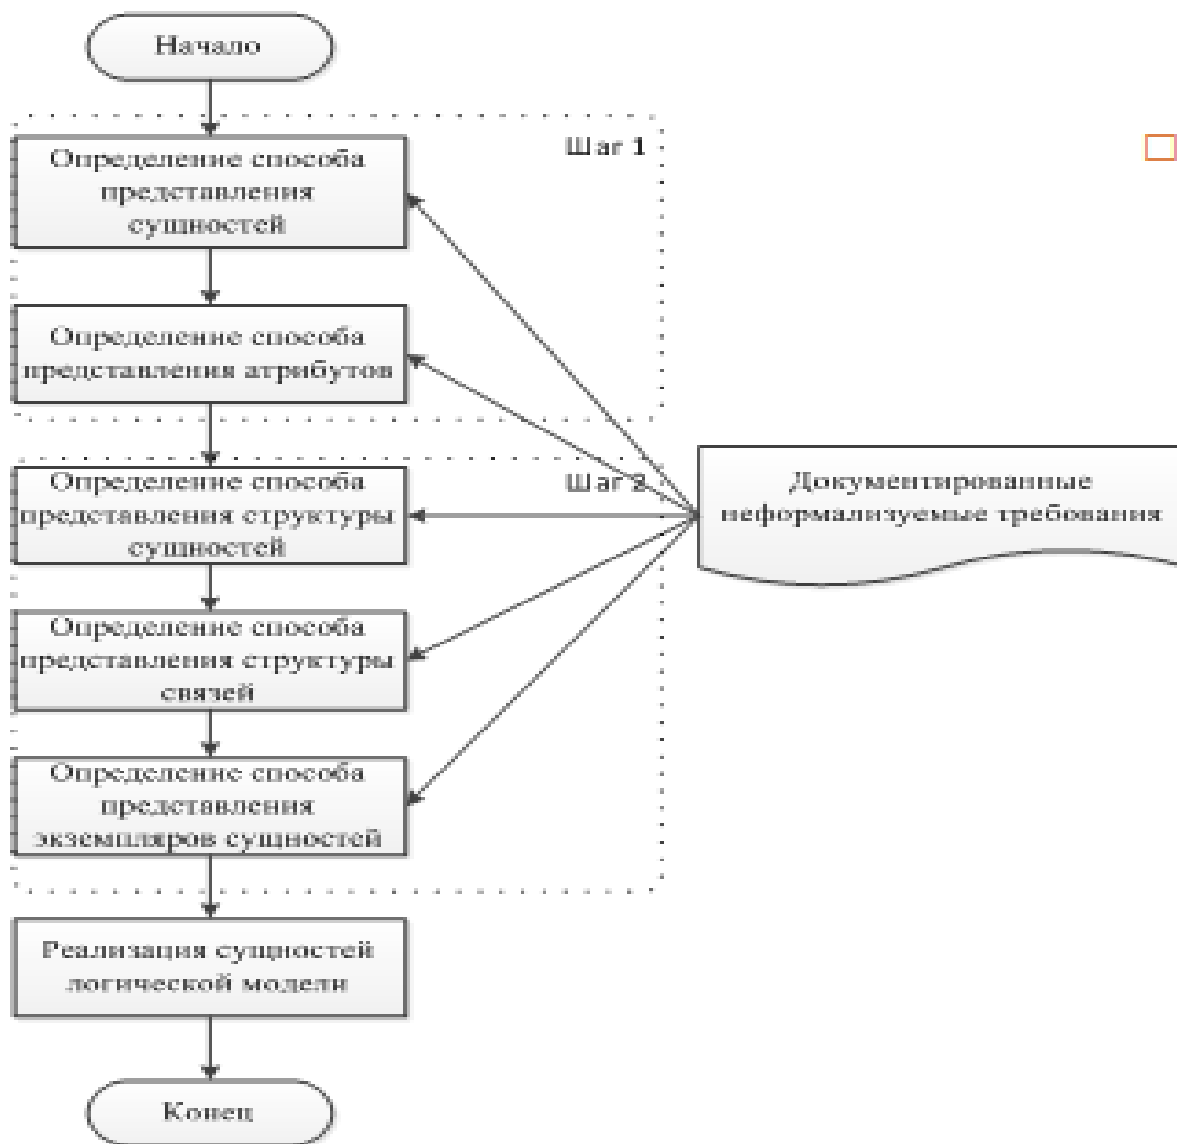 Начало
Шаг 1
Определение способа
представления
сущностей
Определение способа
представления атрибутов
Шаг 2
Определение способа
представления структуры
сущностей
Документированные
неформализуемые требования
Определение способа
представления структуры
связей
Определение способа
представления
экземпляров сущностей
Реализация сущностей
логической модели
Конец